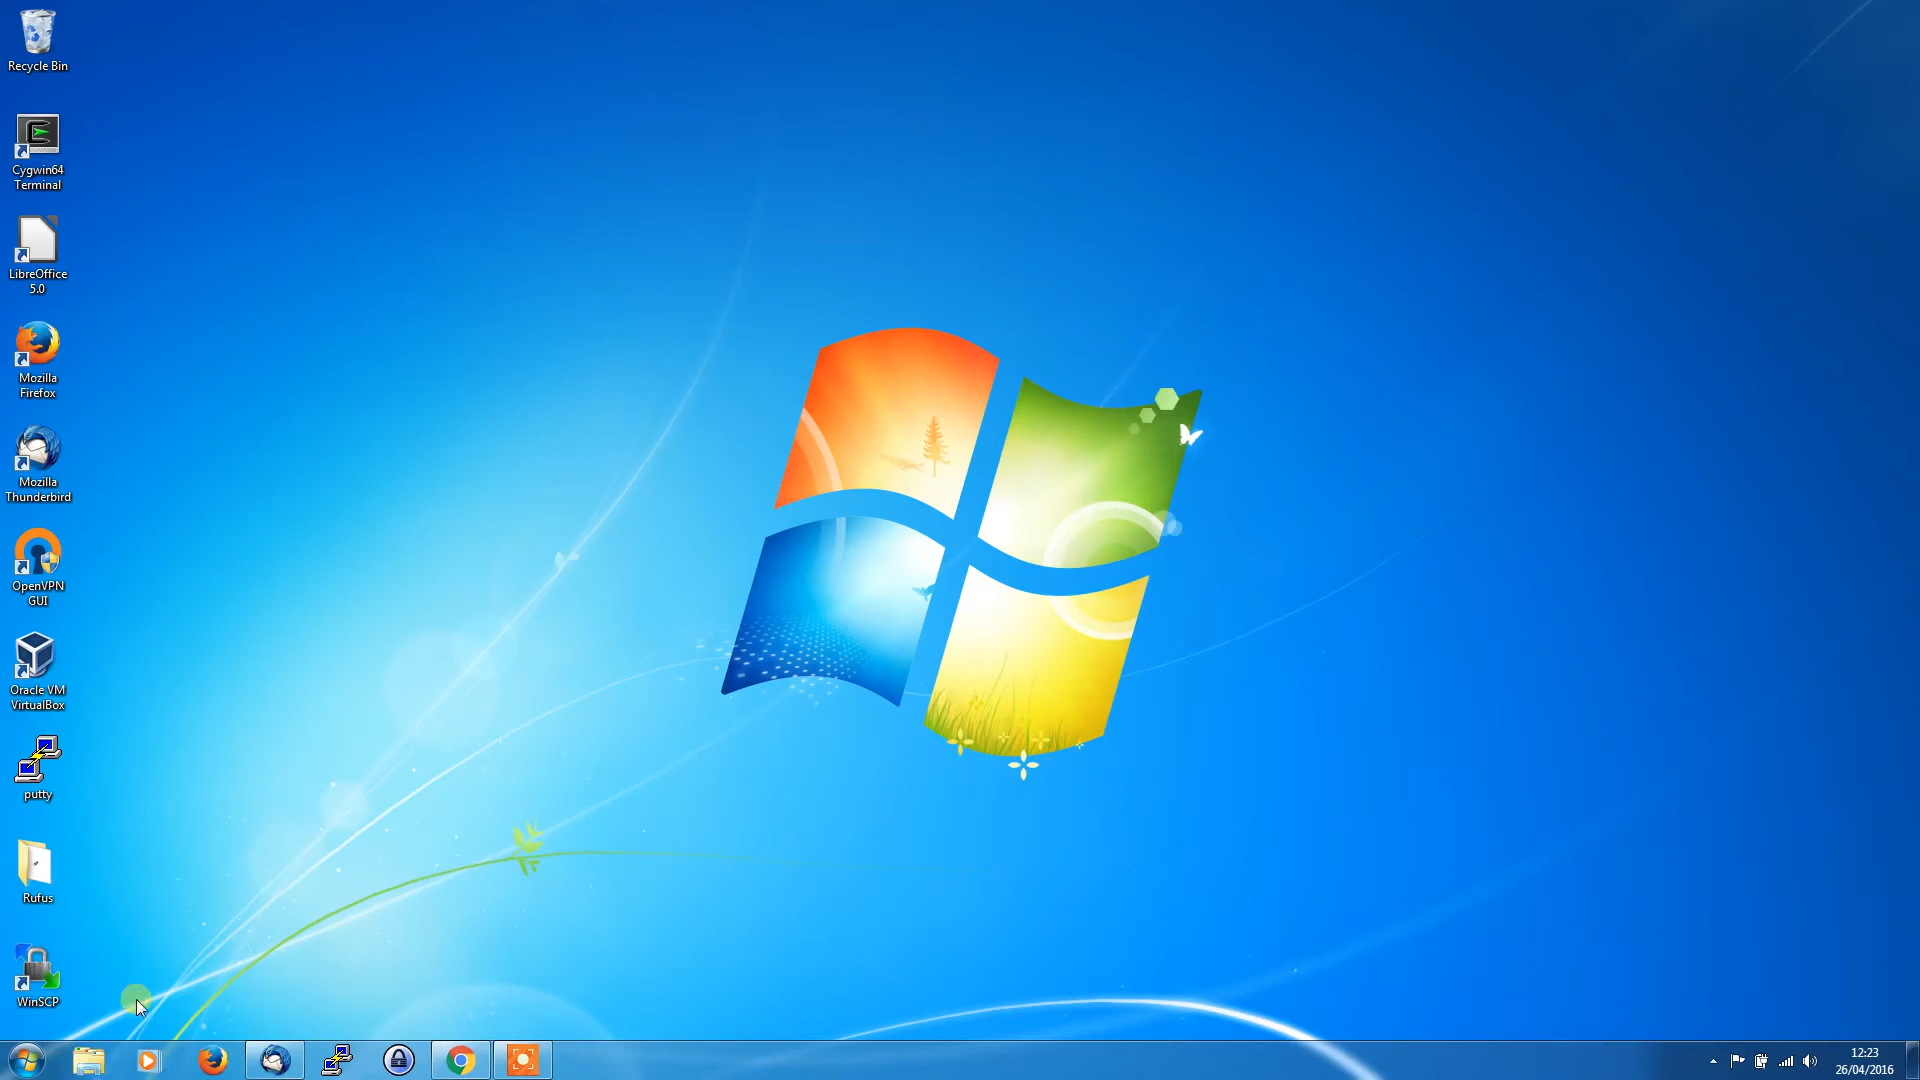 Recycle Bin
Cygwin64
Terminal
LibreOffice
5.0
Mozilla
Firefox
Mozilla
Thunderbird
OpenVPN
GUI
Oracle VM
VirtualBox
putty
Rufus
WinSCP
12:23
26/04/2016